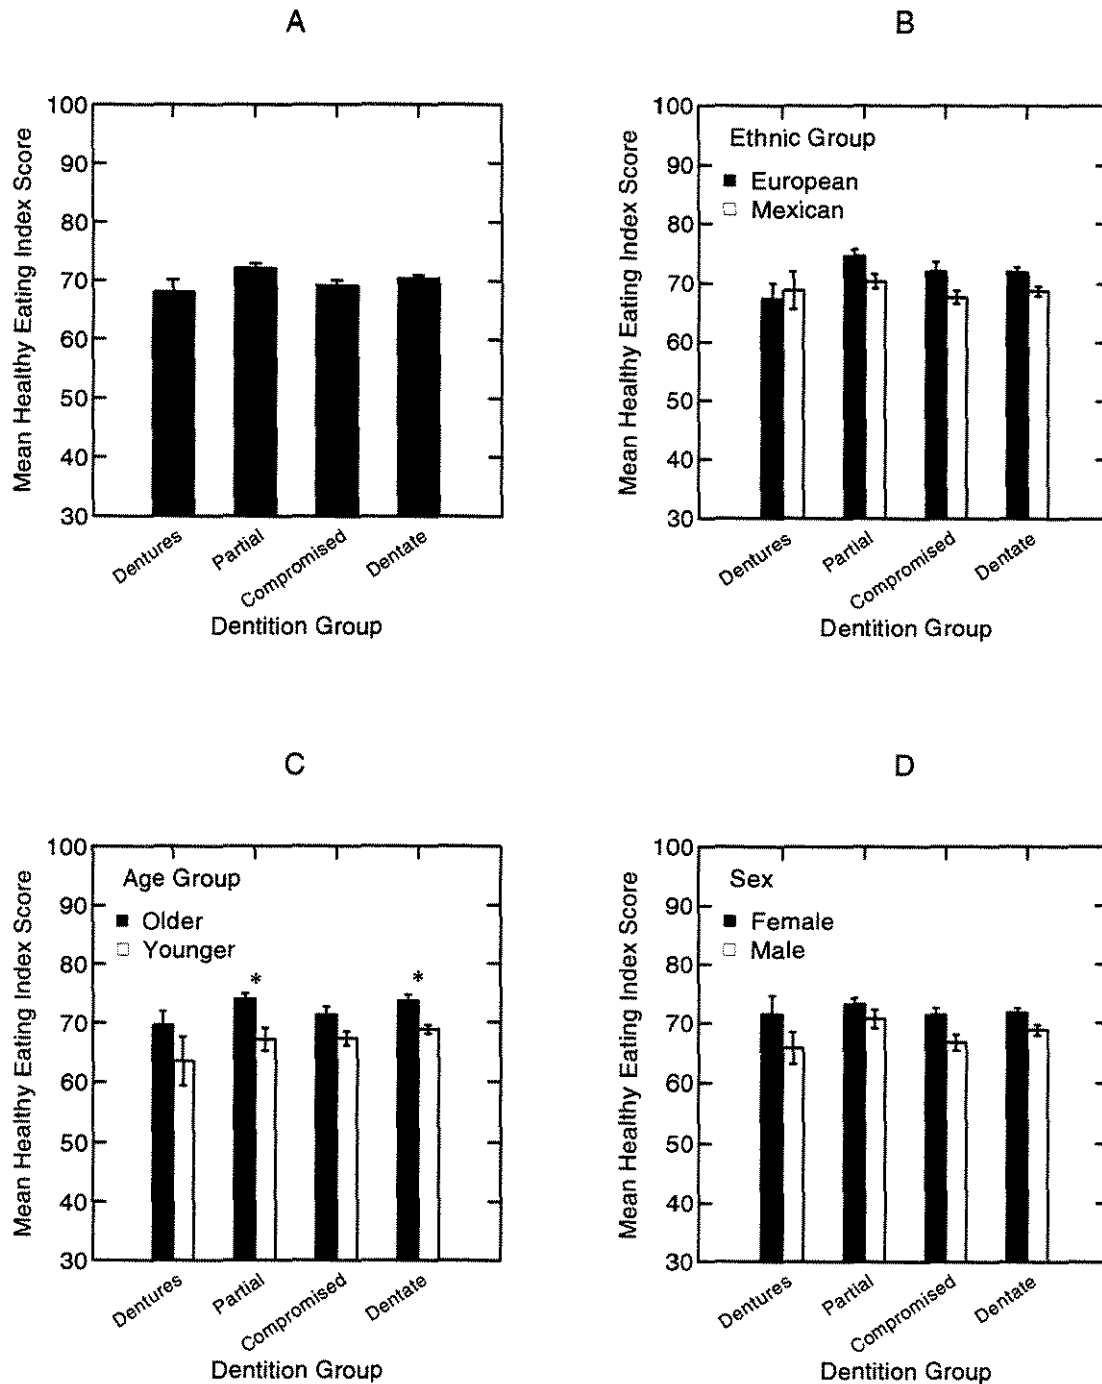 A
100
90
80
70
60
50
40
30
Mean Healthy Eating Index Score
Dentures
Partial
Compromised
Dentate
Dentition Group
B
100
90
80
70
60
50
40
30
Mean Healthy Eating Index Score
Ethnic Group
European
Mexican
Dentures
Partial
Compromised
Dentate
Dentition Group
C
100
90
80
70
60
50
40
30
Mean Healthy Eating Index Score
Age Group
Older
Younger
*
*
Dentures
Partial
Compromised
Dentate
Dentition Group
D
100
90
80
70
60
50
40
30
Mean Healthy Eating Index Score
Sex
Female
Male
Dentures
Partial
Compromised
Dentate
Dentition Group